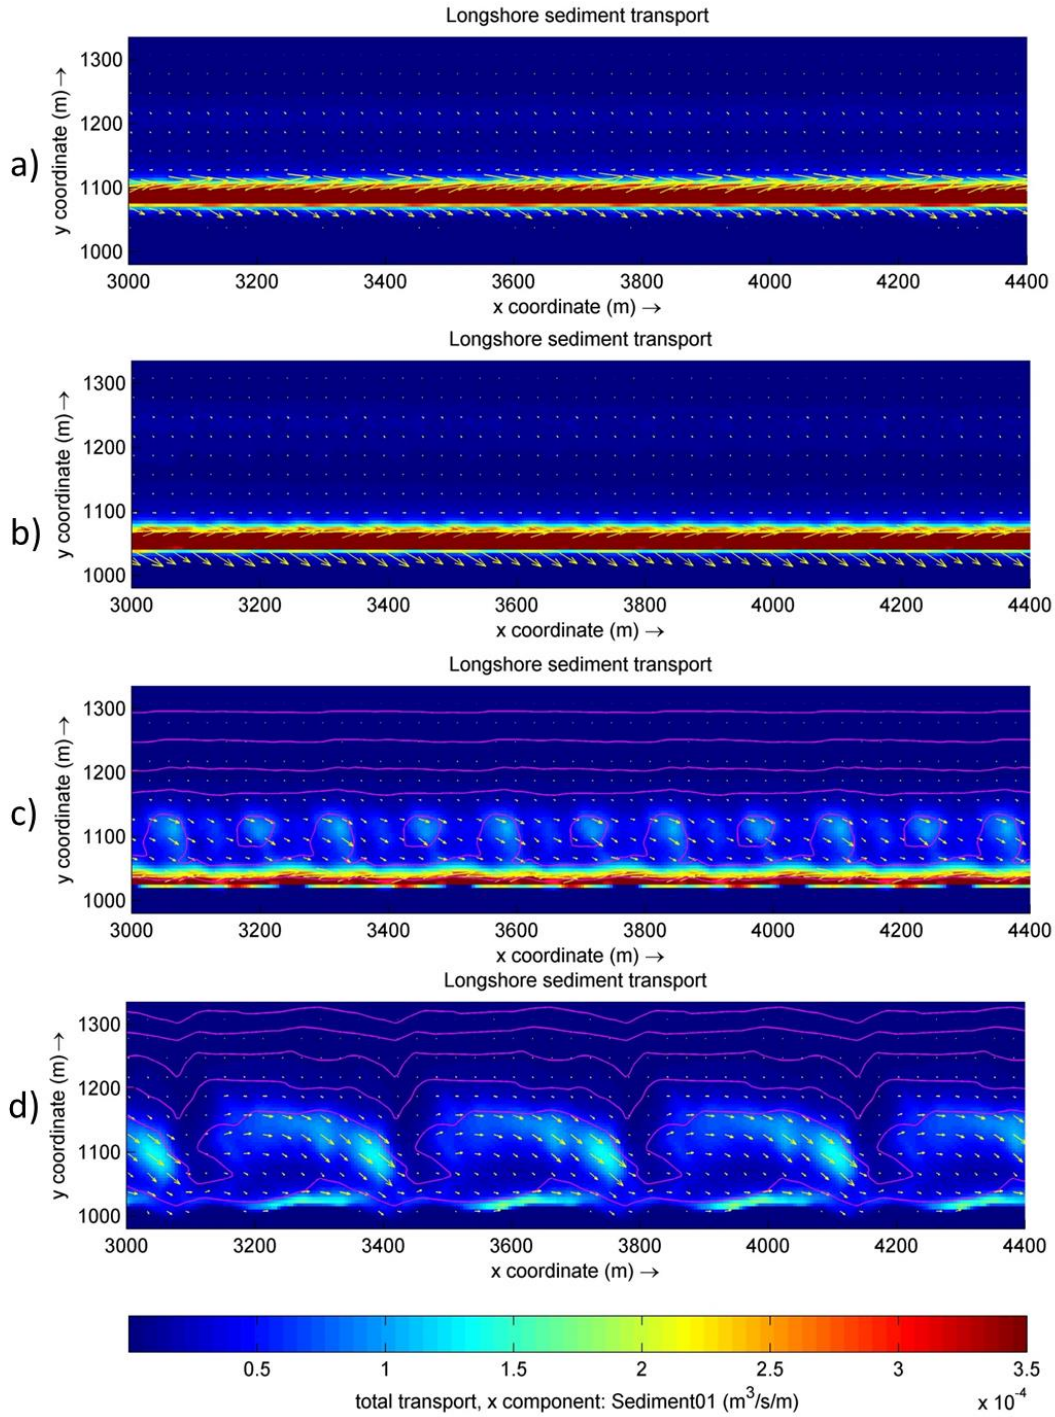 Longshore sediment transport
a)
y coordinate (m) →
1300
1200
1100
1000
3000 3200 3400 3600 3800 4000 4200 4400
x coordinate (m) →
Longshore sediment transport
b)
y coordinate (m) →
1300
1200
1100
1000
3000 3200 3400 3600 3800 4000 4200 4400
x coordinate (m) →
Longshore sediment transport
c)
y coordinate (m) →
1300
1200
1100
1000
3000 3200 3400 3600 3800 4000 4200 4400
x coordinate (m) →
Longshore sediment transport
d)
y coordinate (m) →
1300
1200
1100
1000
3000 3200 3400 3600 3800 4000 4200 4400
x coordinate (m) →
0.5 1 1.5 2 2.5 3 3.5
total transport, x component: Sediment01 (m³/s/m) x 10⁻⁴